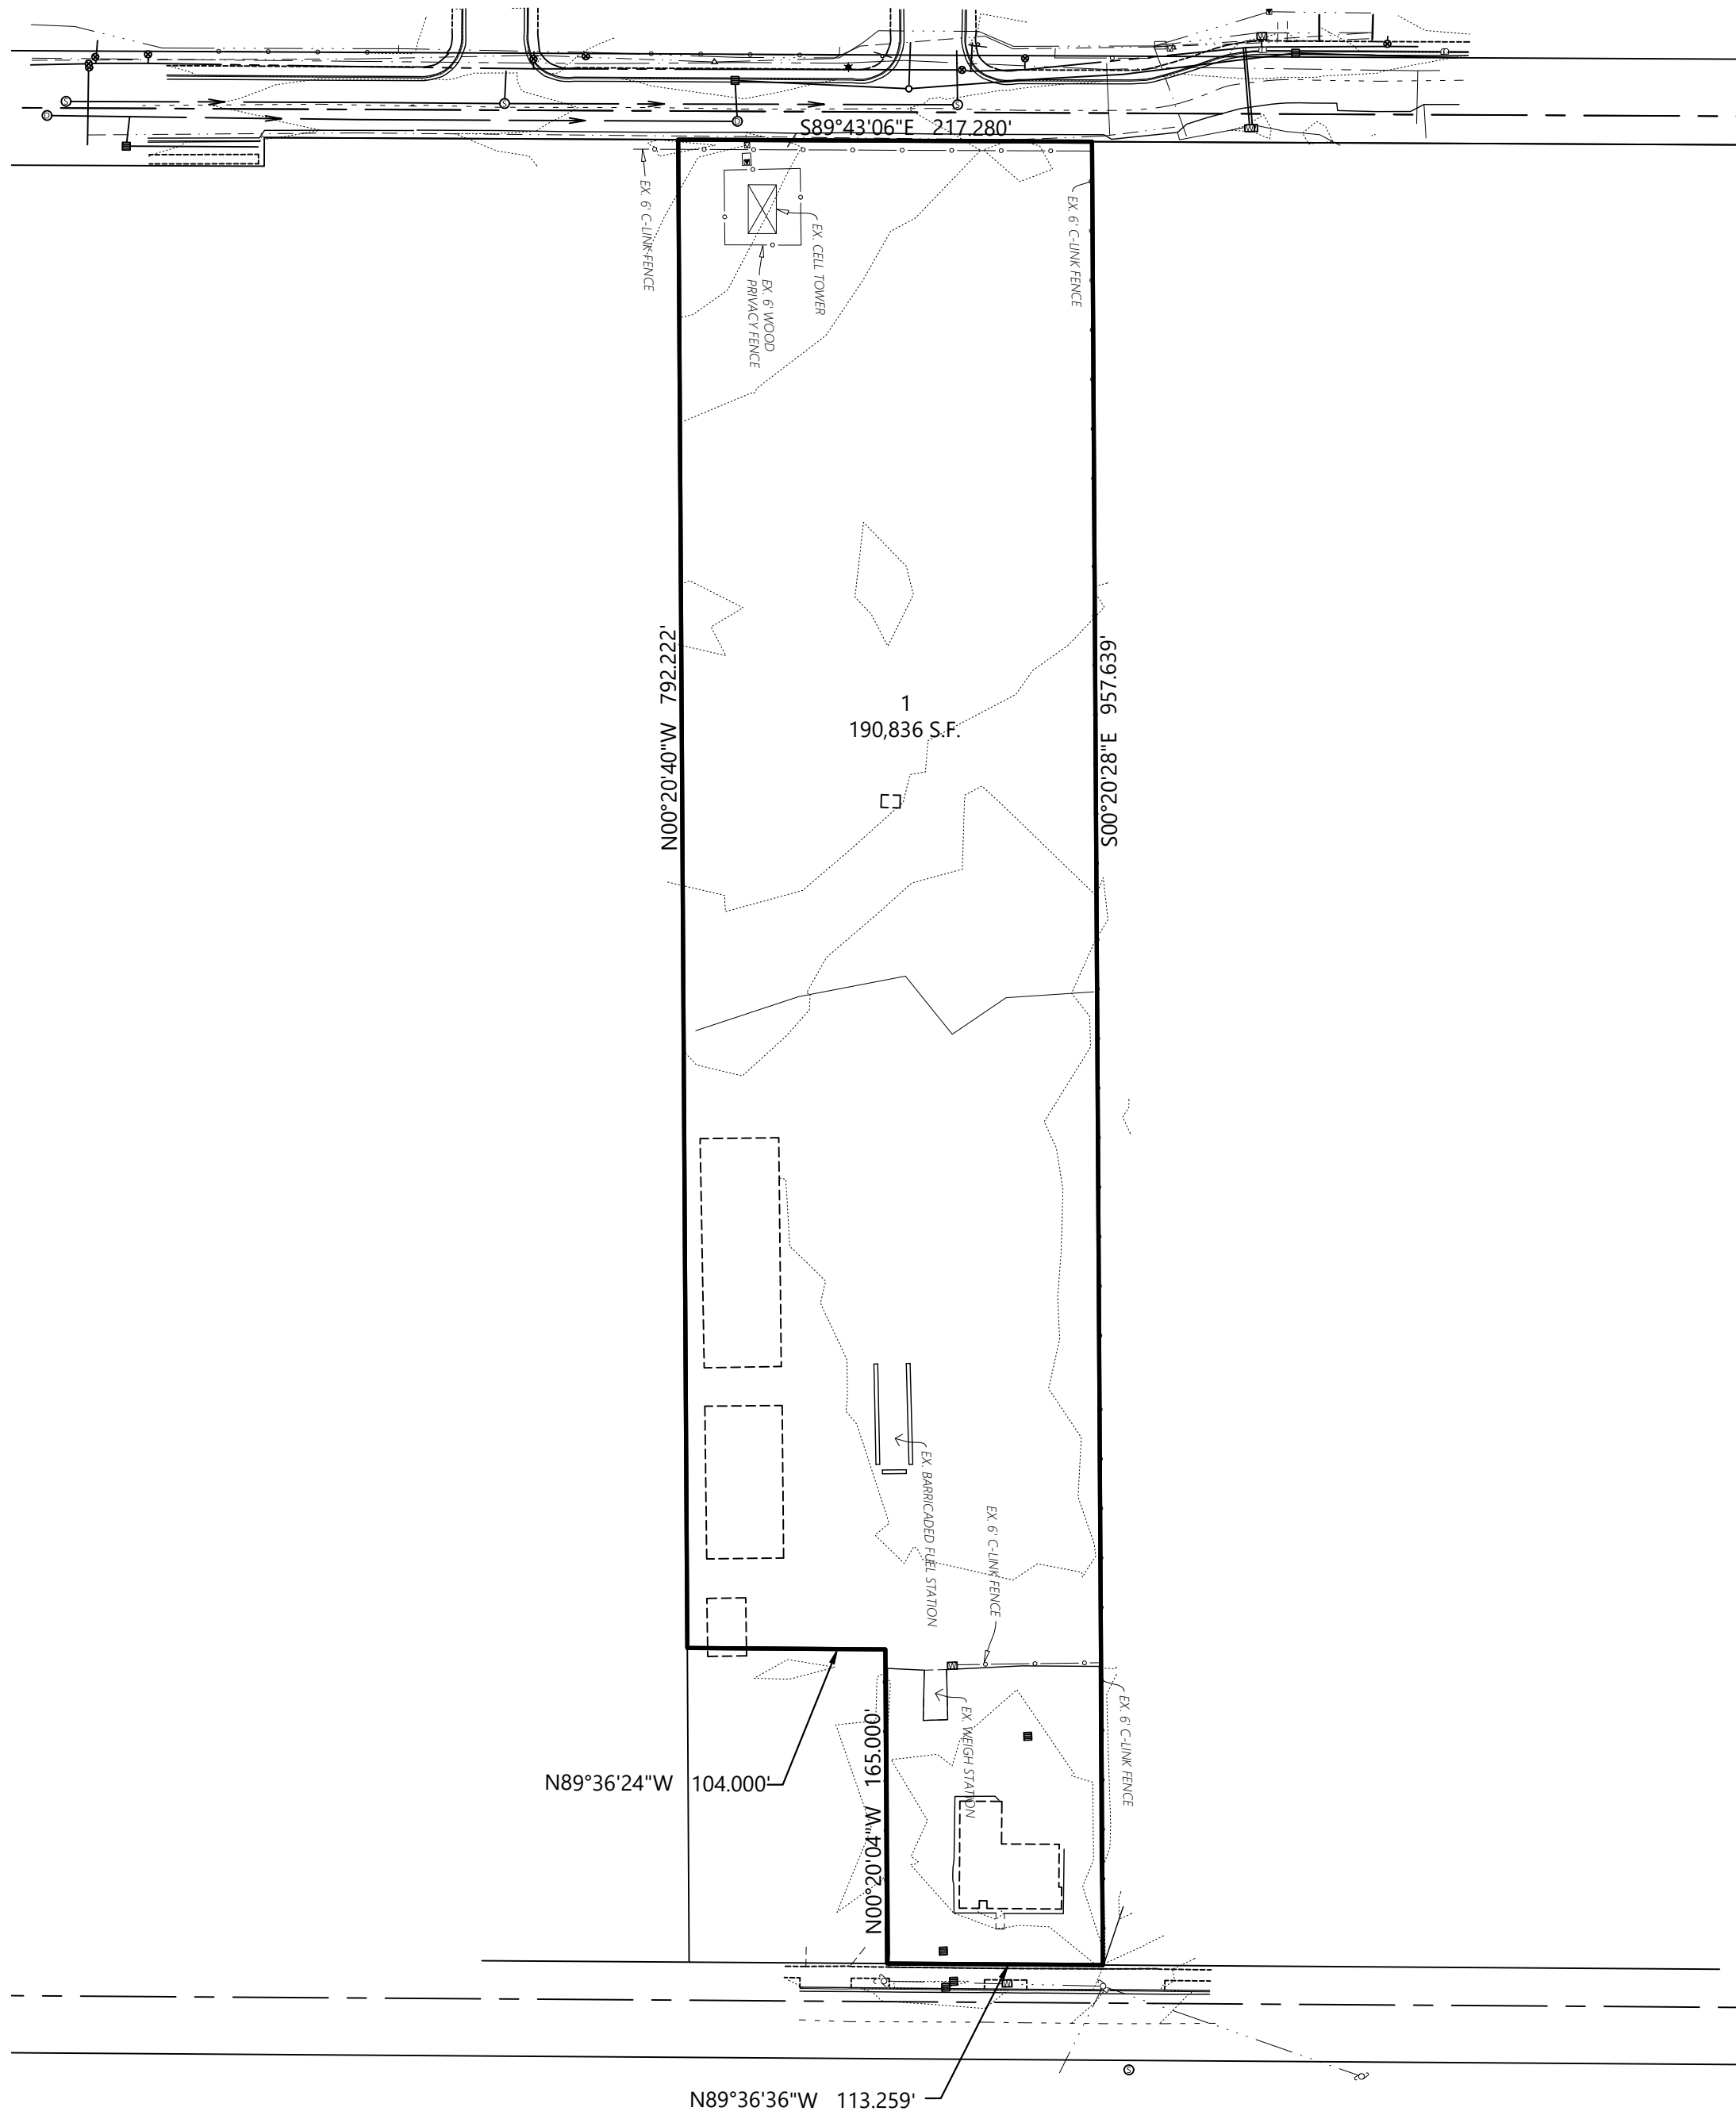 S89°43'06"E 217.280'
EX. 6' C-LINK FENCE
EX. CELL TOWER
EX. 6' WOOD
PRIVACY FENCE
EX. 6' C-LINK FENCE
N00°20'40"W 792.222'
1
190,836 S.F.
S00°20'28"E 957.639'
EX. BARRICADED FUEL STATION
EX. 6' C-LINK FENCE
EX. WEIGH STATION
EX. 6' C-LINK FENCE
N89°36'24"W 104.000'
N00°20'04"W 165.000'
N89°36'36"W 113.259'